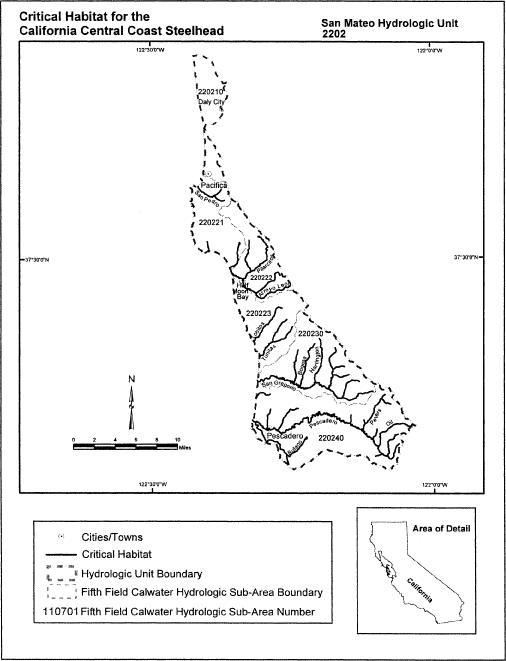 Critical Habitat for the
California Central Coast Steelhead
San Mateo Hydrologic Unit
2202
122°30'0"W
122°0'0"W
220210
Daly City
Pacifica
San Pedro
220221
37°30'0"N
37°30'0"N
220222
Half
Moon
Bay
Arroyo Leon
220223
Lobitos
220230
Tunitas
Bogess
Harrington
San Gregorio
Peters
Oil
Pescadero
Pescadero
Butano
220240
N
0 2 4 6 8 10
Miles
122°30'0"W
122°0'0"W
Cities/Towns
Critical Habitat
Hydrologic Unit Boundary
Fifth Field Calwater Hydrologic Sub-Area Boundary
110701 Fifth Field Calwater Hydrologic Sub-Area Number
Area of Detail
California